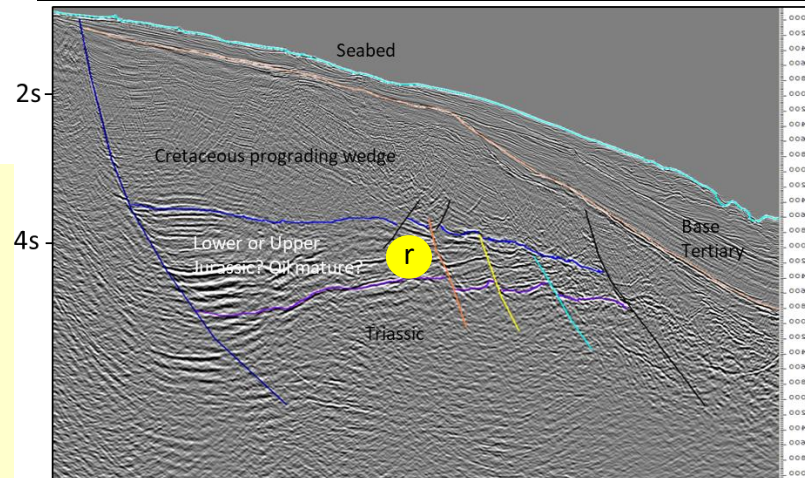 Seabed
2s
Cretaceous prograding wedge
Base
Tertiary
4s
Lower or Upper
Jurassic? Oil mature?
r
Triassic